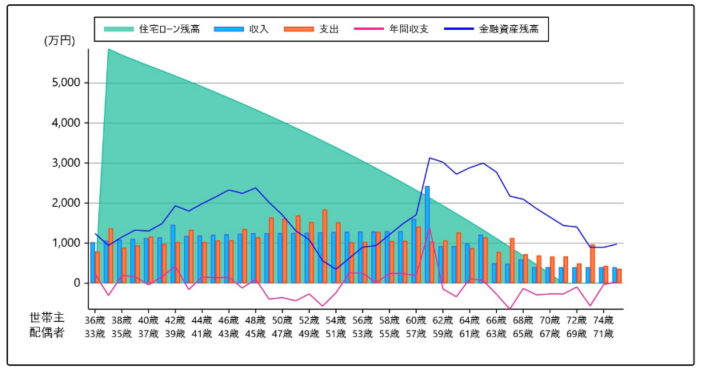 住宅ローン残高 収入 支出 年間収支 金融資産残高
(万円)
5,000
4,000
3,000
2,000
1,000
0
世帯主 36歳 38歳 40歳 42歳 44歳 46歳 48歳 50歳 52歳 54歳 56歳 58歳 60歳 62歳 64歳 66歳 68歳 70歳 72歳 74歳
配偶者 33歳 35歳 37歳 39歳 41歳 43歳 45歳 47歳 49歳 51歳 53歳 55歳 57歳 59歳 61歳 63歳 65歳 67歳 69歳 71歳